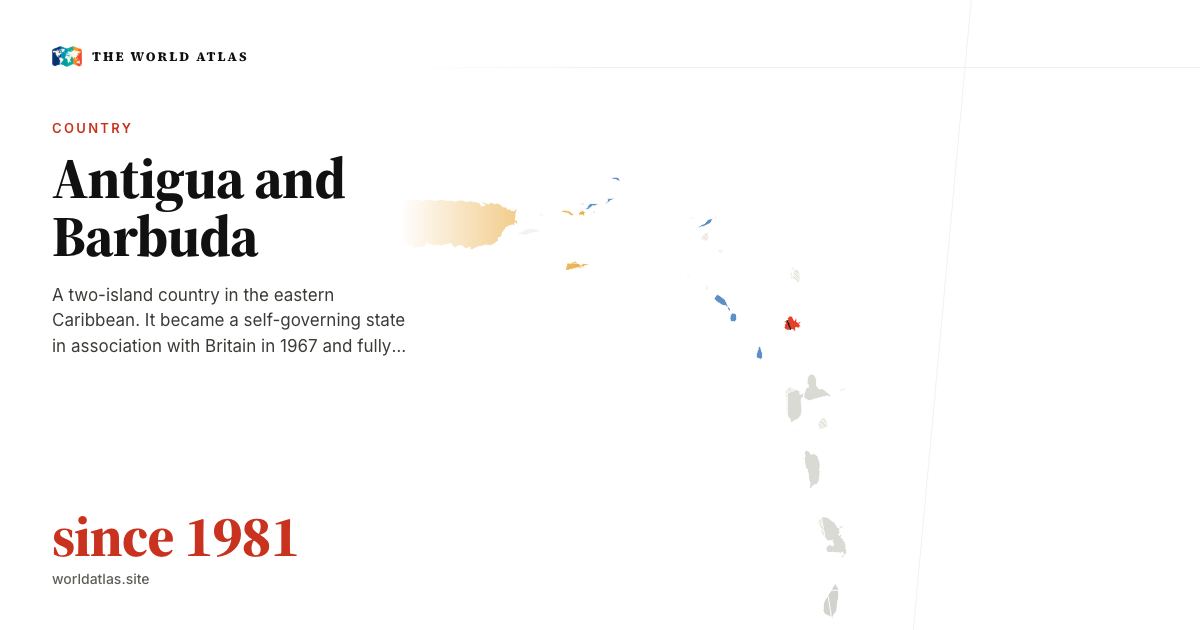 THE WORLD ATLAS
COUNTRY
Antigua and
Barbuda
A two-island country in the eastern
Caribbean. It became a self-governing state
in association with Britain in 1967 and fully…
since 1981
worldatlas.site